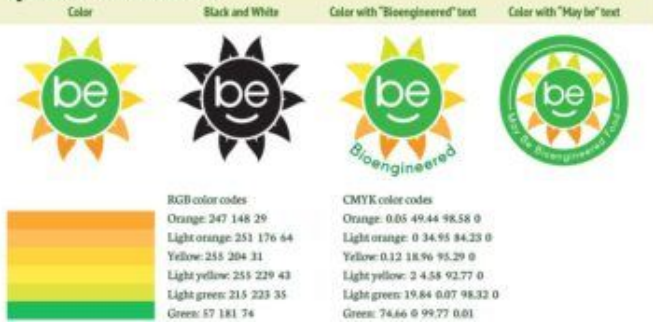 Color
Black and White
Color with "Bioengineered" text
Color with "May be" text
be
be
be
Bioengineered
be
May Be Bioengineered Food
RGB color codes
Orange: 247 148 29
Light orange: 251 176 64
Yellow: 255 204 31
Light yellow: 255 229 43
Light green: 215 223 35
Green: 57 181 74
CMYK color codes
Orange: 0.05 49.44 98.58 0
Light orange: 0 34.95 84.23 0
Yellow: 0.12 18.96 95.29 0
Light yellow: 2 4.58 92.77 0
Light green: 19.84 0.07 98.32 0
Green: 74.66 0 99.77 0.01